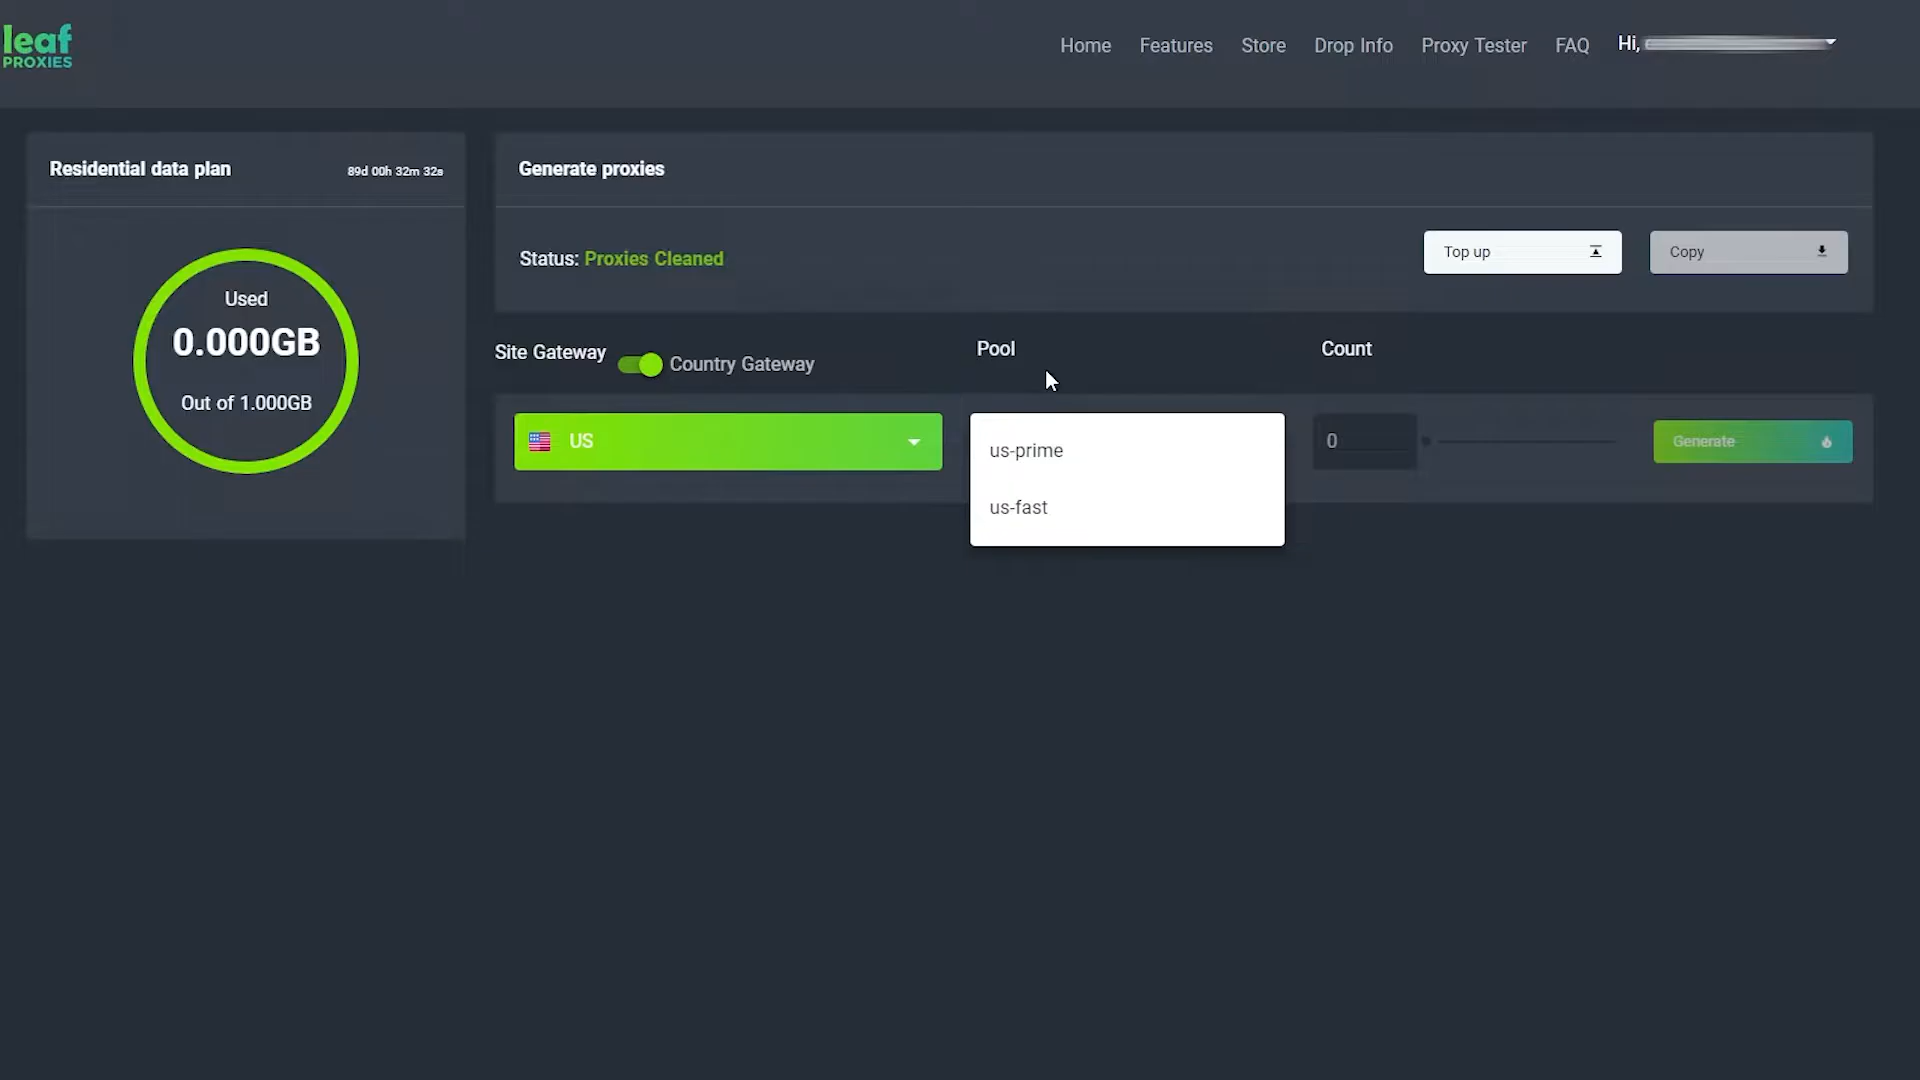 leaf
PROXIES
Home
Features
Store
Drop Info
Proxy Tester
FAQ
Hi,
Residential data plan
89d 00h 32m 32s
Used
0.000GB
Out of 1.000GB
Generate proxies
Status: Proxies Cleaned
Top up
Copy
Site Gateway
Country Gateway
Pool
Count
US
us-prime
us-fast
0
Generate